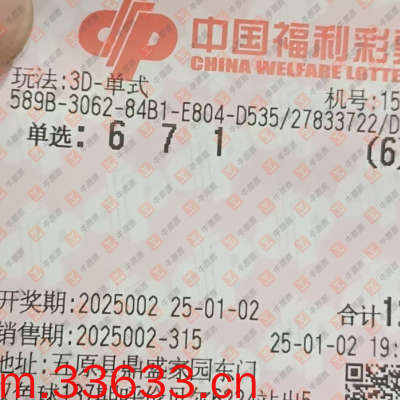 中国福利彩
CHINA WELFARE LOTTE
玩法:3D-单式
机号:15
589B-3062-84B1-E804-D535/27833722/D
单选: 6 7 1 (6)
开奖期:2025002 25-01-02
合计1
销售期:2025002-315
25-01-02 19:
地址: 五原县鼎盛家园东门
m.33633.cn